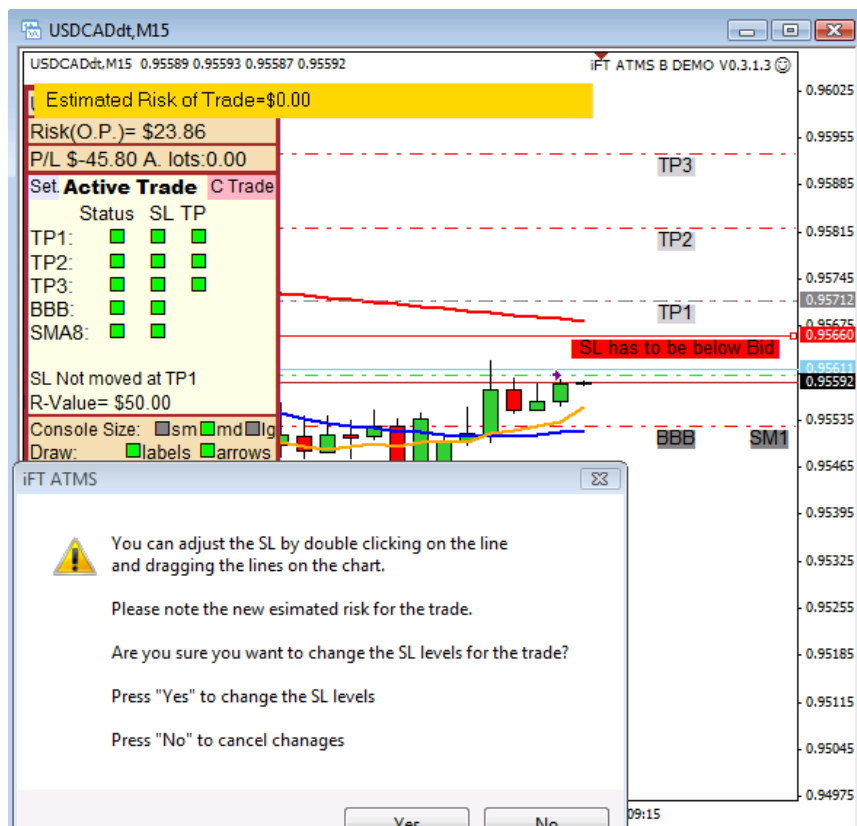 USDCADdt,M15
USDCADdt,M15 0.95589 0.95593 0.95587 0.95592
iFT ATMS B DEMO V0.3.1.3
Estimated Risk of Trade=$0.00
Risk(O.P.)= $23.86
P/L $-45.80 A. lots:0.00
Set. Active Trade C Trade
Status SL TP
TP1:
TP2:
TP3:
BBB:
SMA8:
SL Not moved at TP1
R-Value= $50.00
Console Size: sm md lg
Draw: labels arrows
TP3
TP2
TP1
SL has to be below Bid
BBB SM1
0.96025
0.95955
0.95885
0.95815
0.95745
0.95712
0.95675
0.95660
0.95611
0.95592
0.95535
0.95465
0.95395
0.95325
0.95255
0.95185
0.95115
0.95045
0.94975
09:15
iFT ATMS
You can adjust the SL by double clicking on the line
and dragging the lines on the chart.
Please note the new esimated risk for the trade.
Are you sure you want to change the SL levels for the trade?
Press "Yes" to change the SL levels
Press "No" to cancel chanages
Yes No